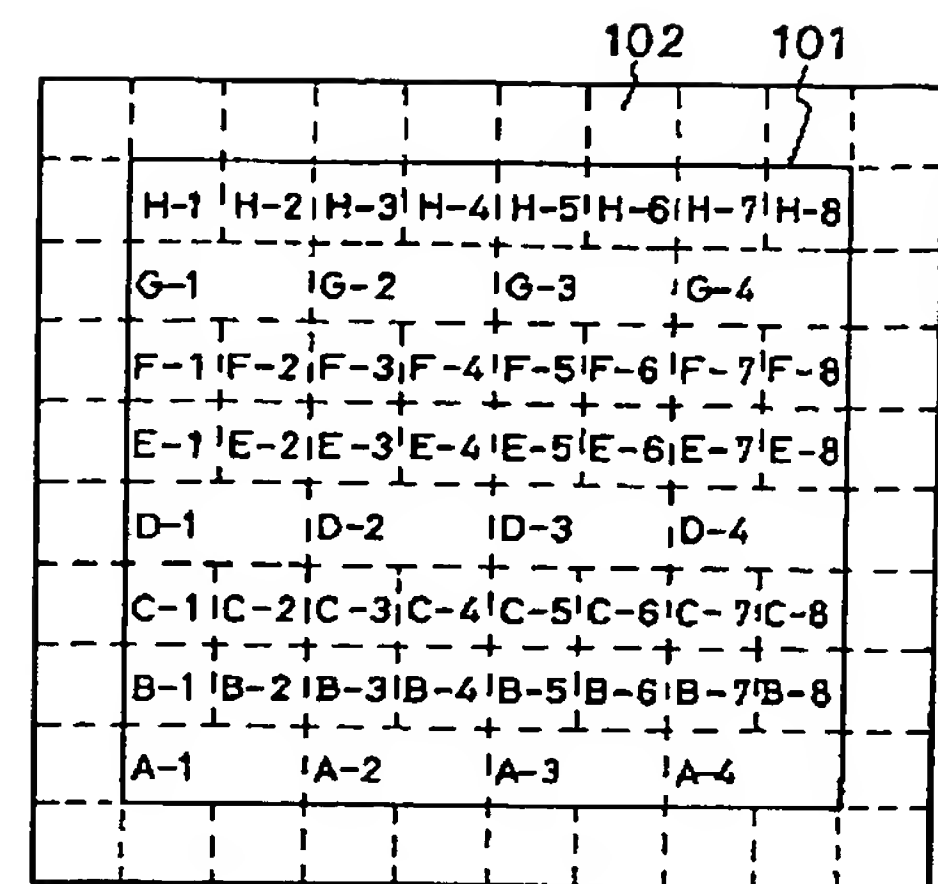 102 101
H-1 H-2 H-3 H-4 H-5 H-6 H-7 H-8
G-1 G-2 G-3 G-4
F-1 F-2 F-3 F-4 F-5 F-6 F-7 F-8
E-1 E-2 E-3 E-4 E-5 E-6 E-7 E-8
D-1 D-2 D-3 D-4
C-1 C-2 C-3 C-4 C-5 C-6 C-7 C-8
B-1 B-2 B-3 B-4 B-5 B-6 B-7 B-8
A-1 A-2 A-3 A-4